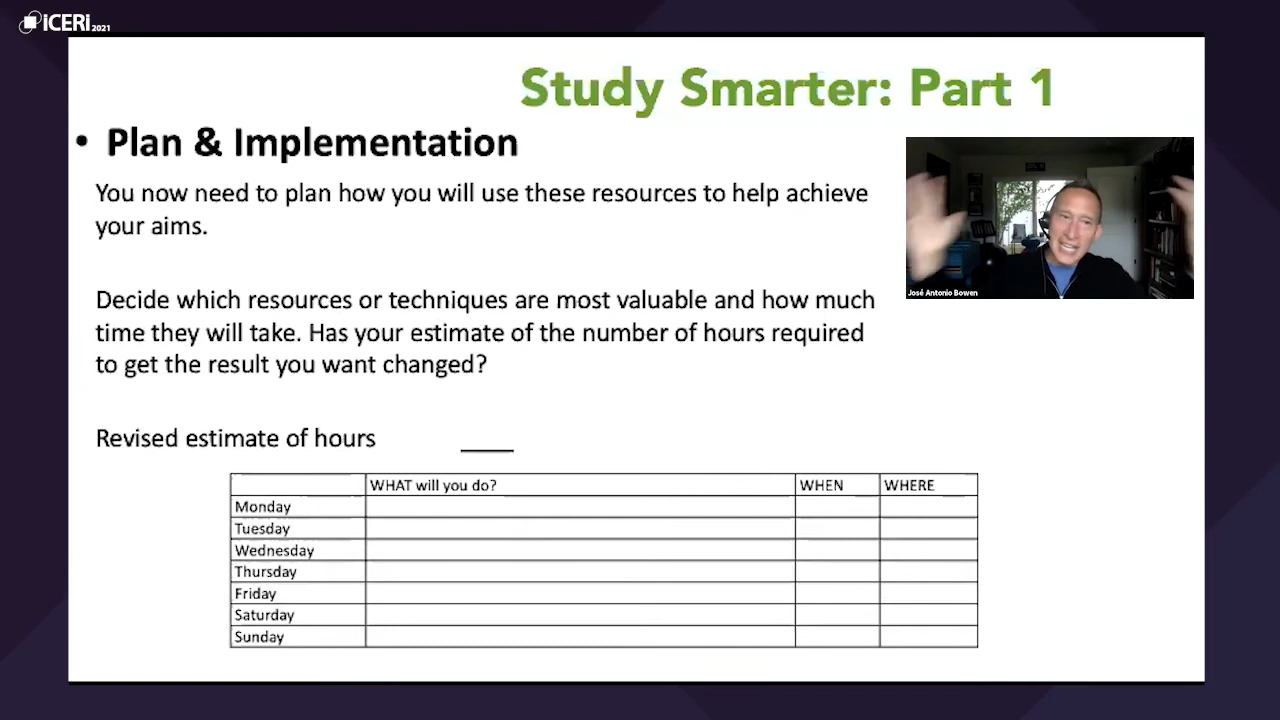 iCERi 2021
Study Smarter: Part 1
• Plan & Implementation
You now need to plan how you will use these resources to help achieve
your aims.
Decide which resources or techniques are most valuable and how much
time they will take. Has your estimate of the number of hours required
to get the result you want changed?
Revised estimate of hours ____
WHAT will you do? WHEN WHERE
Monday
Tuesday
Wednesday
Thursday
Friday
Saturday
Sunday
José Antonio Bowen